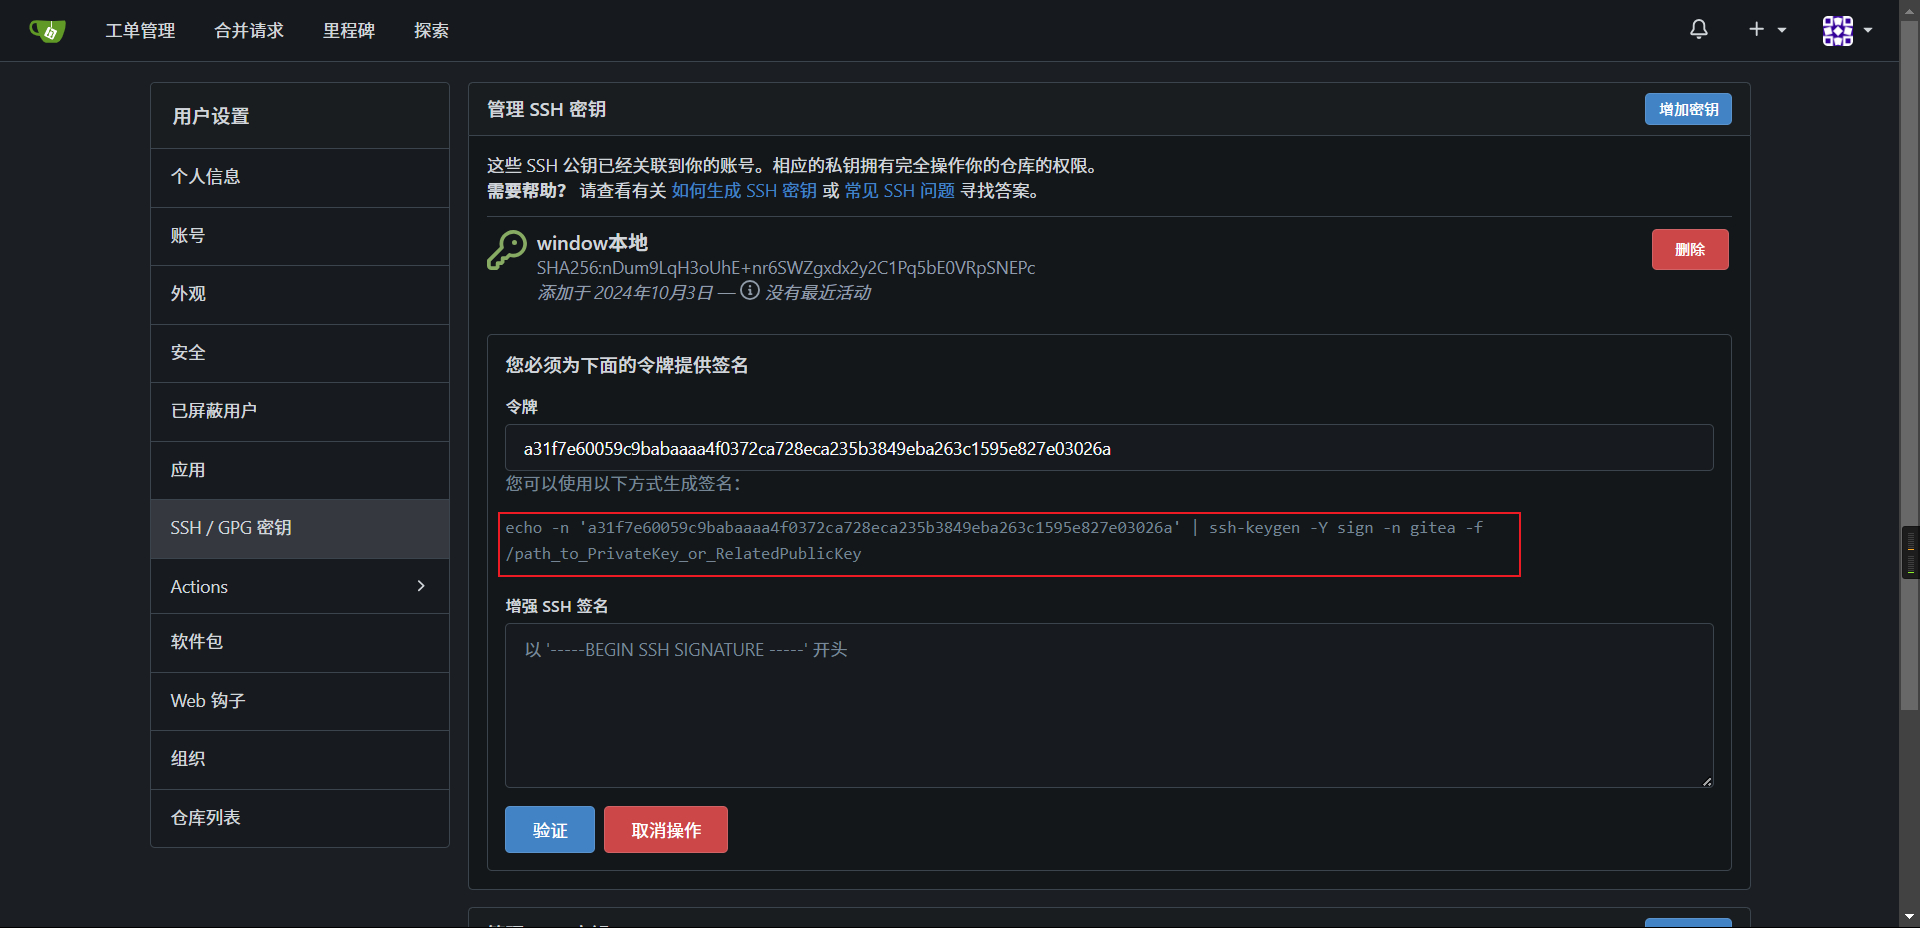 工单管理 合并请求 里程碑 探索
用户设置
个人信息
账号
外观
安全
已屏蔽用户
应用
SSH / GPG 密钥
Actions
软件包
Web 钩子
组织
仓库列表
管理 SSH 密钥
增加密钥
这些 SSH 公钥已经关联到你的账号。相应的私钥拥有完全操作你的仓库的权限。
需要帮助? 请查看有关 如何生成 SSH 密钥 或 常见 SSH 问题 寻找答案。
window本地
删除
SHA256:nDum9LqH3oUhE+nr6SWZgxdx2y2C1Pq5bE0VRpSNEPc
添加于 2024年10月3日 — 没有最近活动
您必须为下面的令牌提供签名
令牌
a31f7e60059c9babaaaa4f0372ca728eca235b3849eba263c1595e827e03026a
您可以使用以下方式生成签名：
echo -n 'a31f7e60059c9babaaaa4f0372ca728eca235b3849eba263c1595e827e03026a' | ssh-keygen -Y sign -n gitea -f
/path_to_PrivateKey_or_RelatedPublicKey
增强 SSH 签名
以 '-----BEGIN SSH SIGNATURE -----' 开头
验证
取消操作